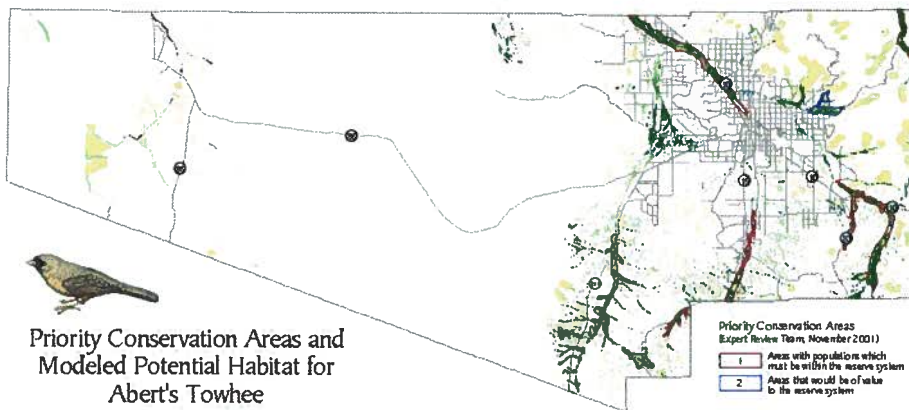 Priority Conservation Areas and
Modeled Potential Habitat for
Abert's Towhee
Priority Conservation Areas
(Expert Review Team, November 2001)
1 Areas with populations which
must be within the reserve system
2 Areas that would be of value
to the reserve system